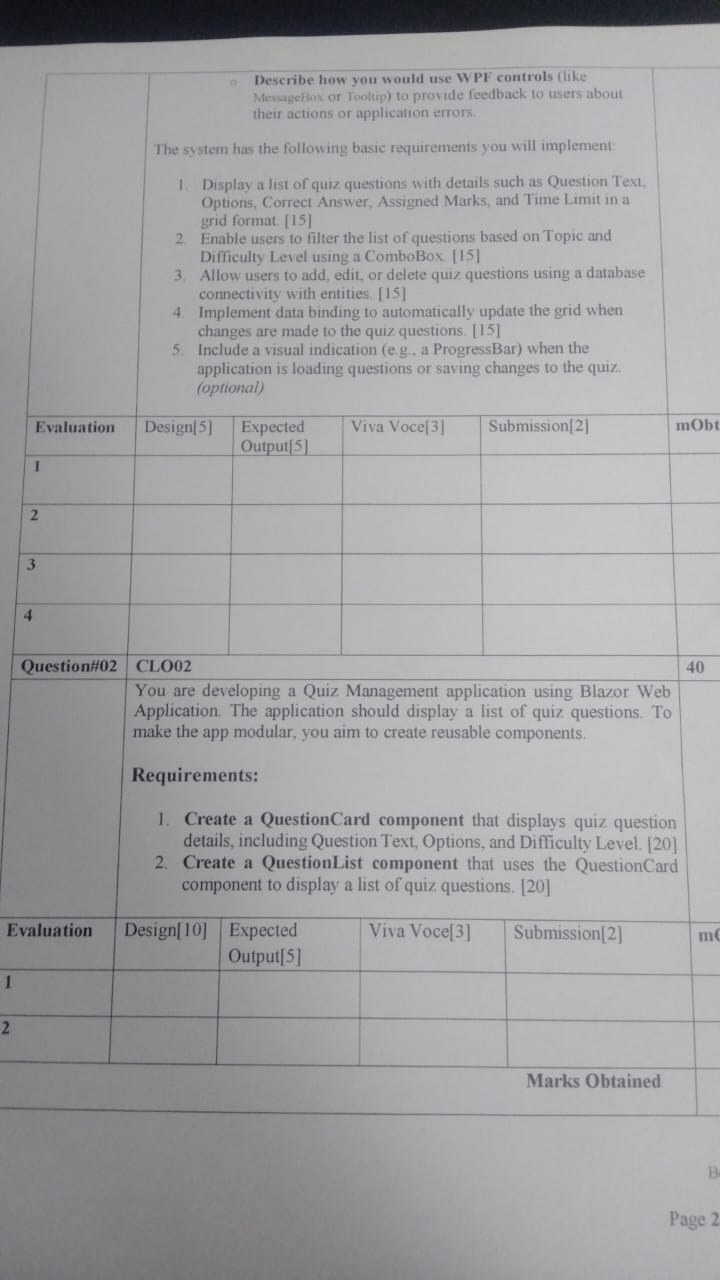 o Describe how you would use WPF controls (like
MessageBox or Tooltip) to provide feedback to users about
their actions or application errors.
The system has the following basic requirements you will implement:
1. Display a list of quiz questions with details such as Question Text,
Options, Correct Answer, Assigned Marks, and Time Limit in a
grid format. [15]
2. Enable users to filter the list of questions based on Topic and
Difficulty Level using a ComboBox. [15]
3. Allow users to add, edit, or delete quiz questions using a database
connectivity with entities. [15]
4. Implement data binding to automatically update the grid when
changes are made to the quiz questions. [15]
5. Include a visual indication (e.g., a ProgressBar) when the
application is loading questions or saving changes to the quiz.
(optional)
Evaluation Design[5] Expected Viva Voce[3] Submission[2] mObt
Output[5]
1
2
3
4
Question#02 CLO02 40
You are developing a Quiz Management application using Blazor Web
Application. The application should display a list of quiz questions. To
make the app modular, you aim to create reusable components.
Requirements:
1. Create a QuestionCard component that displays quiz question
details, including Question Text, Options, and Difficulty Level. [20]
2. Create a QuestionList component that uses the QuestionCard
component to display a list of quiz questions. [20]
Evaluation Design[10] Expected Viva Voce[3] Submission[2]
Output[5]
1
2
Marks Obtained
Page 2